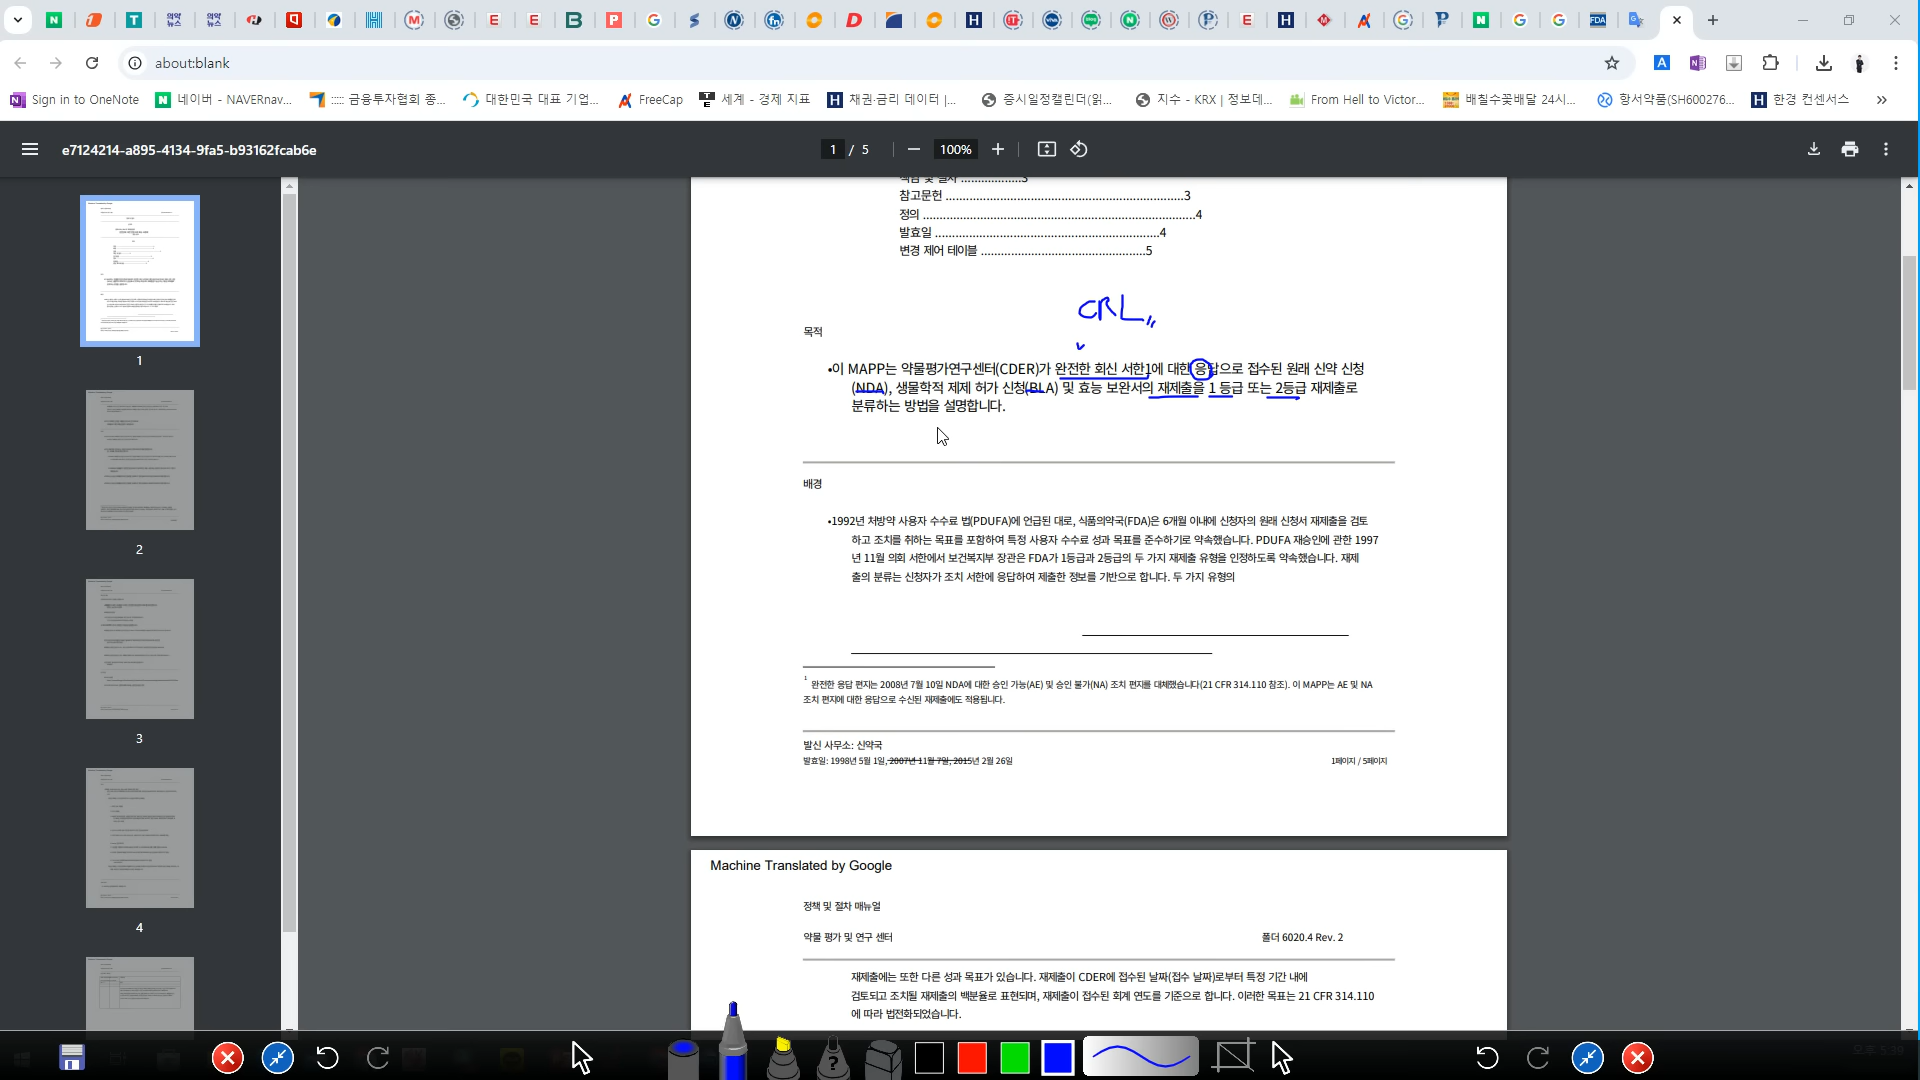 about:blank
Sign in to OneNote
네이버 - NAVERnav...
::::: 금융투자협회 종...
대한민국 대표 기업...
FreeCap
세계 - 경제 지표
채권·금리 데이터 |...
증시일정캘린더(읽...
지수 - KRX | 정보데...
From Hell to Victor...
배칠수꽃배달 24시...
항서약품(SH600276...
한경 컨센서스
e7124214-a895-4134-9fa5-b93162fcab6e
1 / 5
100%
책임 및 절차 ..................3
참고문헌 ...................................................................3
정의 .............................................................................4
발효일 ...............................................................4
변경 제어 테이블 ..............................................5
CRL
목적
•이 MAPP는 약물평가연구센터(CDER)가 완전한 회신 서한1에 대한 응답으로 접수된 원래 신약 신청
(NDA), 생물학적 제제 허가 신청(BLA) 및 효능 보완서의 재제출을 1 등급 또는 2등급 재제출로
분류하는 방법을 설명합니다.
배경
•1992년 처방약 사용자 수수료 법(PDUFA)에 언급된 대로, 식품의약국(FDA)은 6개월 이내에 신청자의 원래 신청서 재제출을 검토
하고 조치를 취하는 목표를 포함하여 특정 사용자 수수료 성과 목표를 준수하기로 약속했습니다. PDUFA 재승인에 관한 1997
년 11월 의회 서한에서 보건복지부 장관은 FDA가 1등급과 2등급의 두 가지 재제출 유형을 인정하도록 약속했습니다. 재제
출의 분류는 신청자가 조치 서한에 응답하여 제출한 정보를 기반으로 합니다. 두 가지 유형의
1 완전한 응답 편지는 2008년 7월 10일 NDA에 대한 승인 가능(AE) 및 승인 불가(NA) 조치 편지를 대체했습니다(21 CFR 314.110 참조). 이 MAPP는 AE 및 NA
조치 편지에 대한 응답으로 수신된 재제출에도 적용됩니다.
발신 사무소: 신약국
발효일: 1998년 5월 1일, 2007년 11월 7일, 2015년 2월 26일
1페이지 / 5페이지
Machine Translated by Google
정책 및 절차 매뉴얼
약물 평가 및 연구 센터
폴더 6020.4 Rev. 2
재제출에는 또한 다른 성과 목표가 있습니다. 재제출이 CDER에 접수된 날짜(접수 날짜)로부터 특정 기간 내에
검토되고 조치될 재제출의 백분율로 표현되며, 재제출이 접수된 회계 연도를 기준으로 합니다. 이러한 목표는 21 CFR 314.110
에 따라 법전화되었습니다.
1
2
3
4